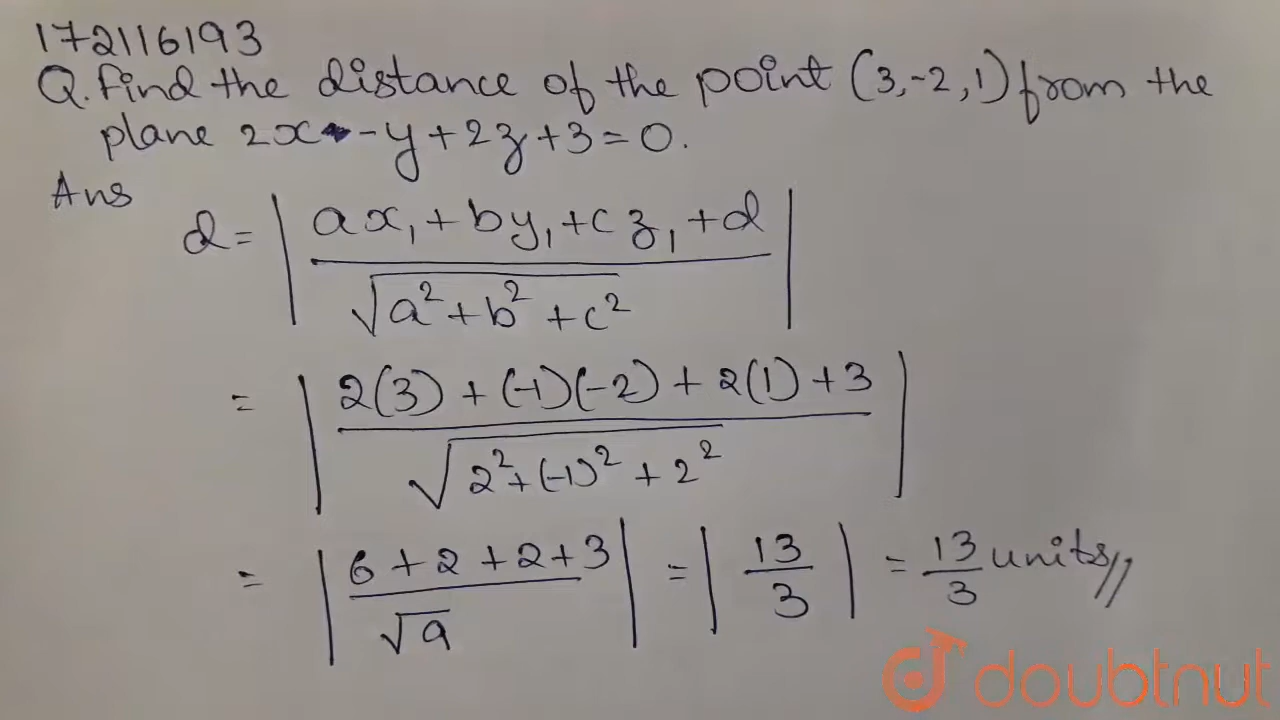 172116193
Q. Find the distance of the point (3,-2,1) from the
plane 2x -y+2z+3=0.
Ans
d = | (ax₁+by₁+cz₁+d) / √(a²+b²+c²) |
= | (2(3)+(-1)(-2)+2(1)+3) / √(2²+(-1)²+2²) |
= | (6+2+2+3) / √9 | = | 13/3 | = 13/3 units//
doubtnut